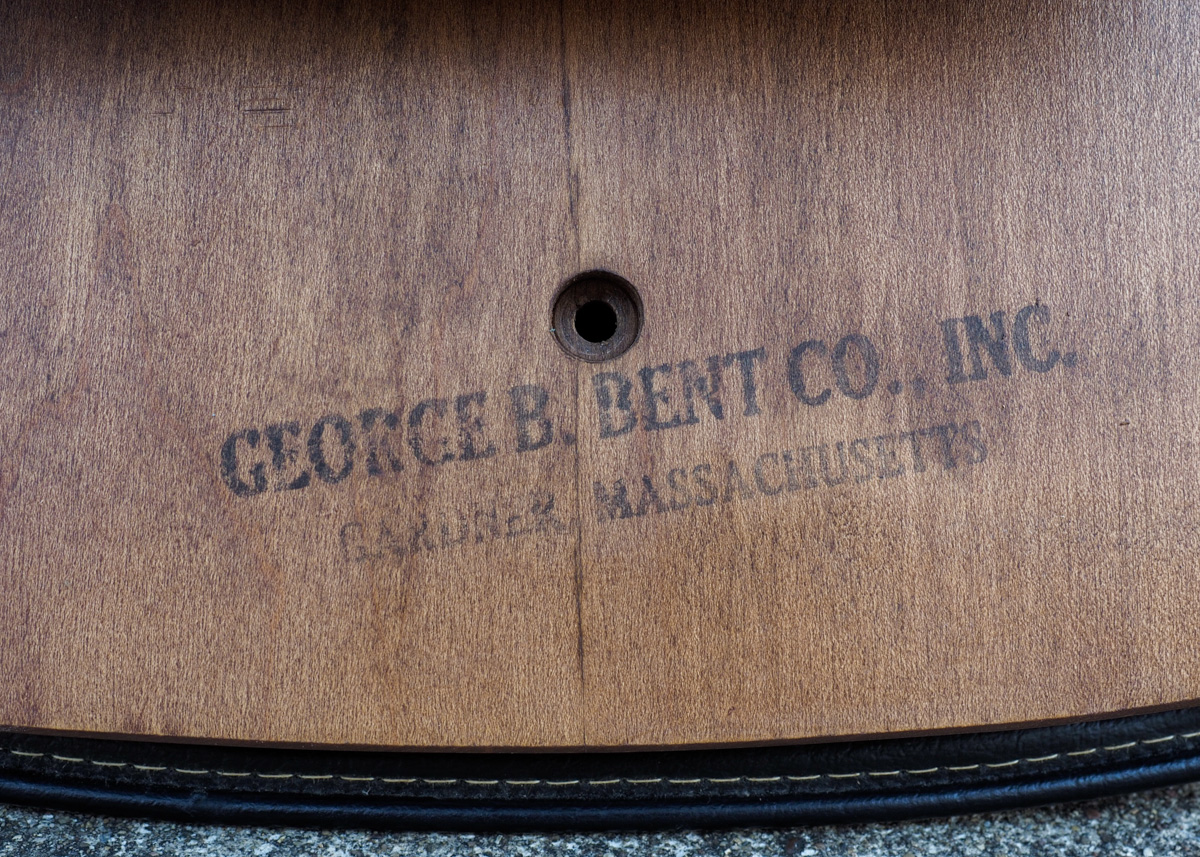 GEORGE B. BENT CO., INC.
GARDNER, MASSACHUSETTS